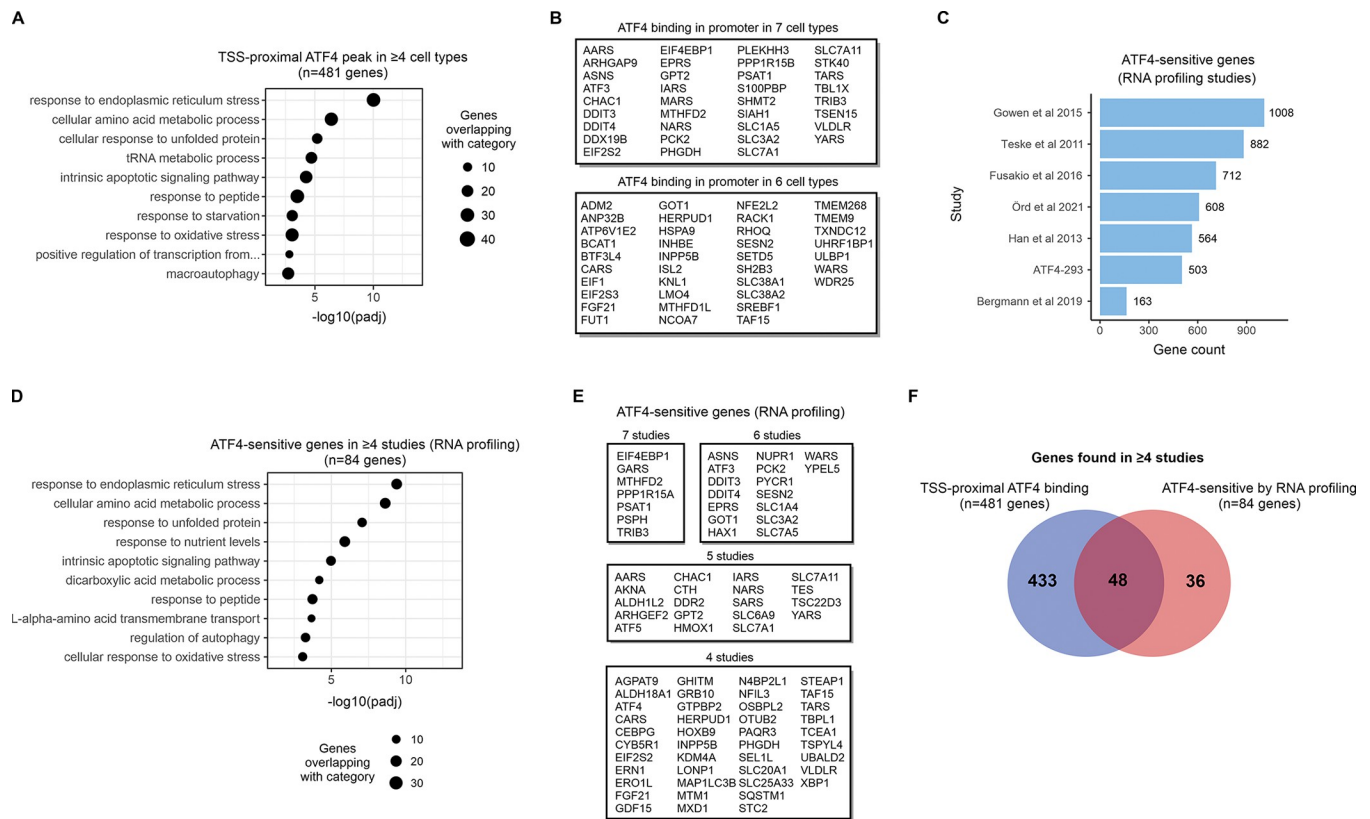 A
TSS-proximal ATF4 peak in ≥4 cell types
(n=481 genes)
response to endoplasmic reticulum stress
cellular amino acid metabolic process
cellular response to unfolded protein
tRNA metabolic process
intrinsic apoptotic signaling pathway
response to peptide
response to starvation
response to oxidative stress
positive regulation of transcription from...
macroautophagy
5 10
-log10(padj)
Genes
overlapping
with category
10
20
30
40
B
ATF4 binding in promoter in 7 cell types
AARS EIF4EBP1 PLEKHH3 SLC7A11
ARHGAP9 EPRS PPP1R15B STK40
ASNS GPT2 PSAT1 TARS
ATF3 IARS S100PBP TBL1X
CHAC1 MARS SHMT2 TRIB3
DDIT3 MTHFD2 SIAH1 TSEN15
DDIT4 NARS SLC1A5 VLDLR
DDX19B PCK2 SLC3A2 YARS
EIF2S2 PHGDH SLC7A1
ATF4 binding in promoter in 6 cell types
ADM2 GOT1 NFE2L2 TMEM268
ANP32B HERPUD1 RACK1 TMEM9
ATP6V1E2 HSPA9 RHOQ TXNDC12
BCAT1 INHBE SESN2 UHRF1BP1
BTF3L4 INPP5B SETD5 ULBP1
CARS ISL2 SH2B3 WARS
EIF1 KNL1 SLC38A1 WDR25
EIF2S3 LMO4 SLC38A2
FGF21 MTHFD1L SREBF1
FUT1 NCOA7 TAF15
C
ATF4-sensitive genes
(RNA profiling studies)
Study
Gowen et al 2015 1008
Teske et al 2011 882
Fusakio et al 2016 712
Örd et al 2021 608
Han et al 2013 564
ATF4-293 503
Bergmann et al 2019 163
0 300 600 900
Gene count
D
ATF4-sensitive genes in ≥4 studies (RNA profiling)
(n=84 genes)
response to endoplasmic reticulum stress
cellular amino acid metabolic process
response to unfolded protein
response to nutrient levels
intrinsic apoptotic signaling pathway
dicarboxylic acid metabolic process
response to peptide
L-alpha-amino acid transmembrane transport
regulation of autophagy
cellular response to oxidative stress
5 10
-log10(padj)
Genes
overlapping
with category
10
20
30
E
ATF4-sensitive genes (RNA profiling)
7 studies
EIF4EBP1
GARS
MTHFD2
PPP1R15A
PSAT1
PSPH
TRIB3
6 studies
ASNS NUPR1 WARS
ATF3 PCK2 YPEL5
DDIT3 PYCR1
DDIT4 SESN2
EPRS SLC1A4
GOT1 SLC3A2
HAX1 SLC7A5
5 studies
AARS CHAC1 IARS SLC7A11
AKNA CTH NARS TES
ALDH1L2 DDR2 SARS TSC22D3
ARHGEF2 GPT2 SLC6A9 YARS
ATF5 HMOX1 SLC7A1
4 studies
AGPAT9 GHITM N4BP2L1 STEAP1
ALDH18A1 GRB10 NFIL3 TAF15
ATF4 GTPBP2 OSBPL2 TARS
CARS HERPUD1 OTUB2 TBPL1
CEBPG HOXB9 PAQR3 TCEA1
CYB5R1 INPP5B PHGDH TSPYL4
EIF2S2 KDM4A SEL1L UBALD2
ERN1 LONP1 SLC20A1 VLDLR
ERO1L MAP1LC3B SLC25A33 XBP1
FGF21 MTM1 SQSTM1
GDF15 MXD1 STC2
F
Genes found in ≥4 studies
TSS-proximal ATF4 binding
(n=481 genes)
ATF4-sensitive by RNA profiling
(n=84 genes)
433 48 36